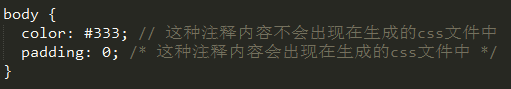 body {
  color: #333; // 这种注释内容不会出现在生成的css文件中
  padding: 0; /* 这种注释内容会出现在生成的css文件中 */
}